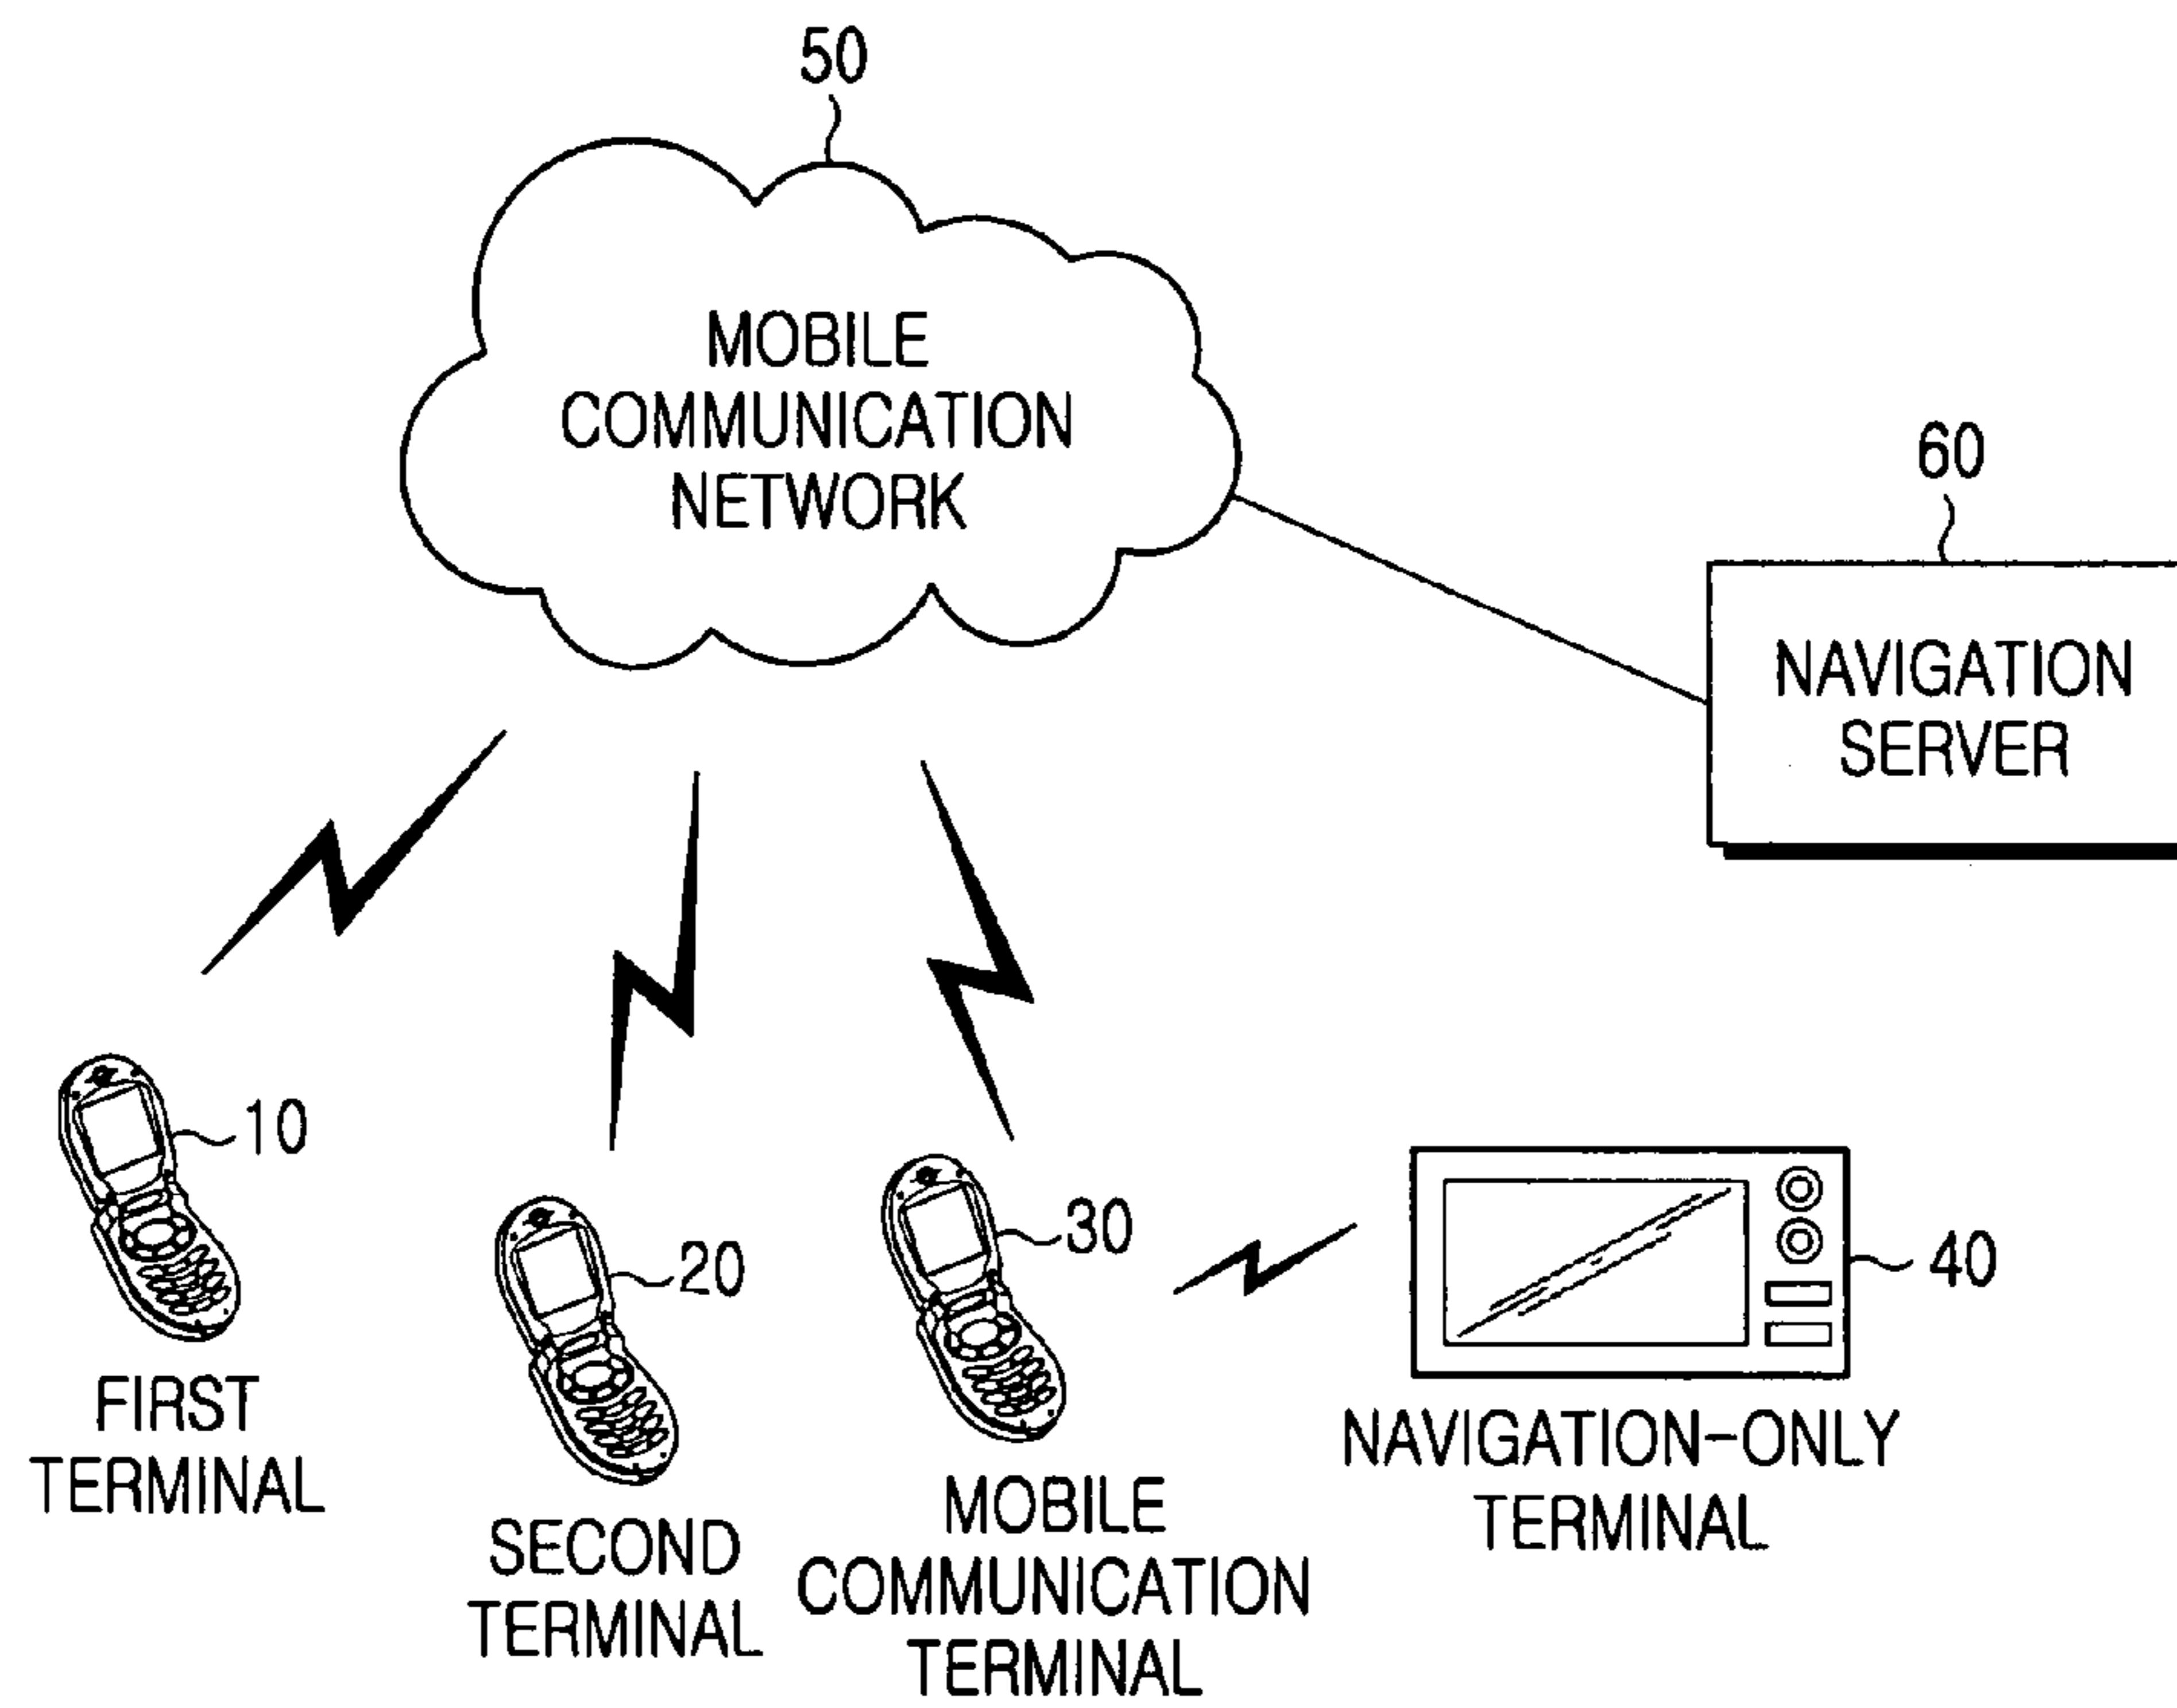 50
MOBILE
COMMUNICATION
NETWORK
60
NAVIGATION
SERVER
10
FIRST
TERMINAL
20
SECOND
TERMINAL
30
MOBILE
COMMUNICATION
TERMINAL
40
NAVIGATION-ONLY
TERMINAL